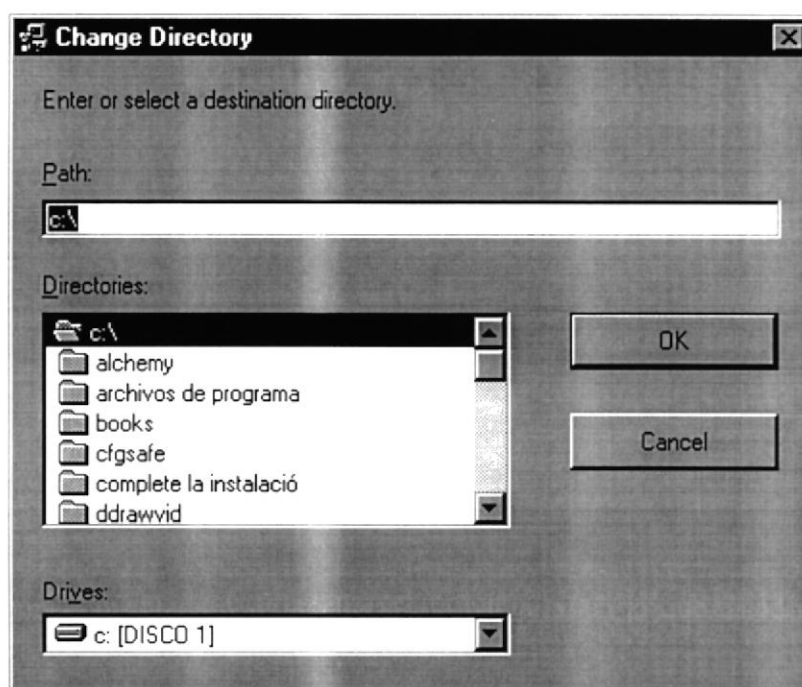 Change Directory
Enter or select a destination directory.
Path:
c:\
Directories:
c:\
alchemy
archivos de programa
books
cfgsafe
complete la instalació
ddrawvid
OK
Cancel
Drives:
c: [DISCO 1]